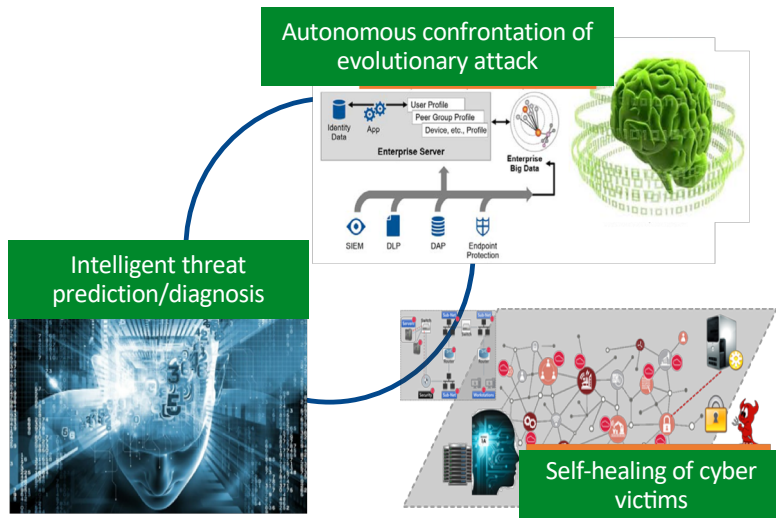 Autonomous confrontation of
evolutionary attack
User Profile
Peer Group Profile
Device, etc., Profile
Identity
Data
App
Enterprise Server
Enterprise
Big Data
SIEM
DLP
DAP
Endpoint
Protection
Intelligent threat
prediction/diagnosis
Self-healing of cyber
victims